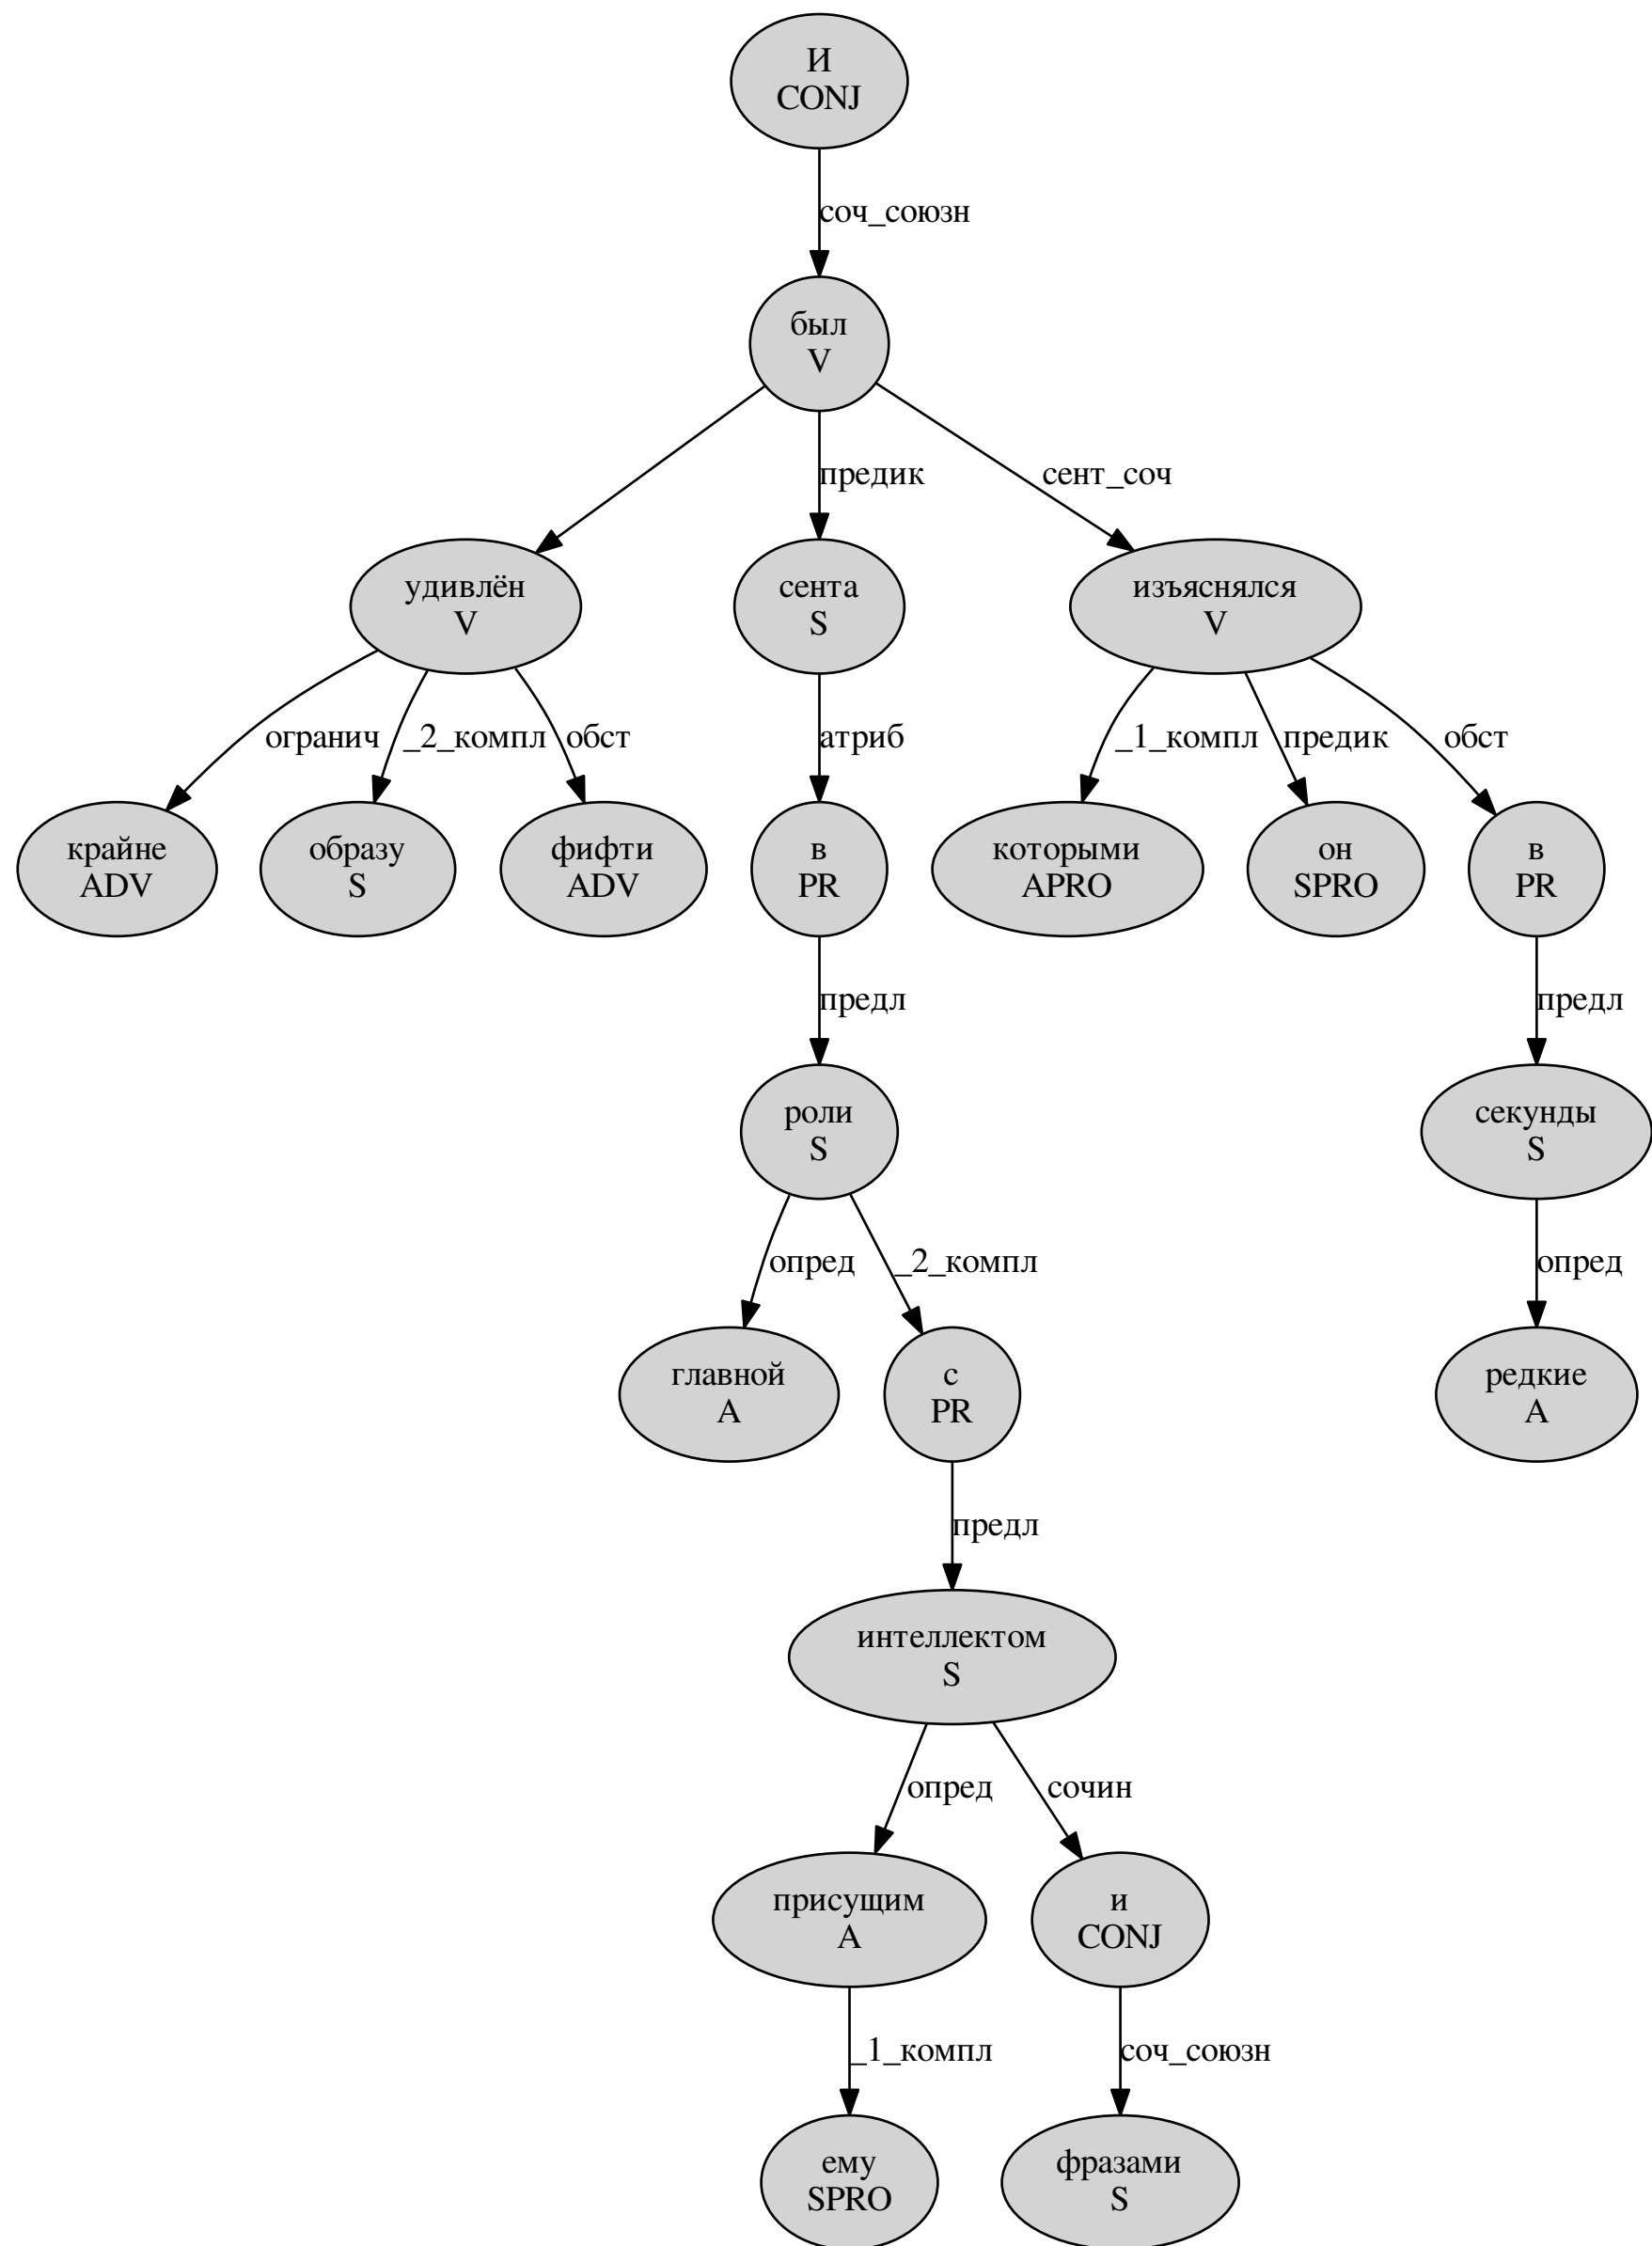 И
CONJ
соч_союзн
был
V
предик
сент_соч
удивлён
V
сента
S
изъяснялся
V
огранич
_2_компл
обст
атриб
_1_компл
предик
обст
крайне
ADV
образу
S
фифти
ADV
в
PR
которыми
APRO
он
SPRO
в
PR
предл
предл
роли
S
секунды
S
опред
_2_компл
опред
главной
A
с
PR
редкие
A
предл
интеллектом
S
опред
сочин
присущим
A
и
CONJ
_1_компл
соч_союзн
ему
SPRO
фразами
S